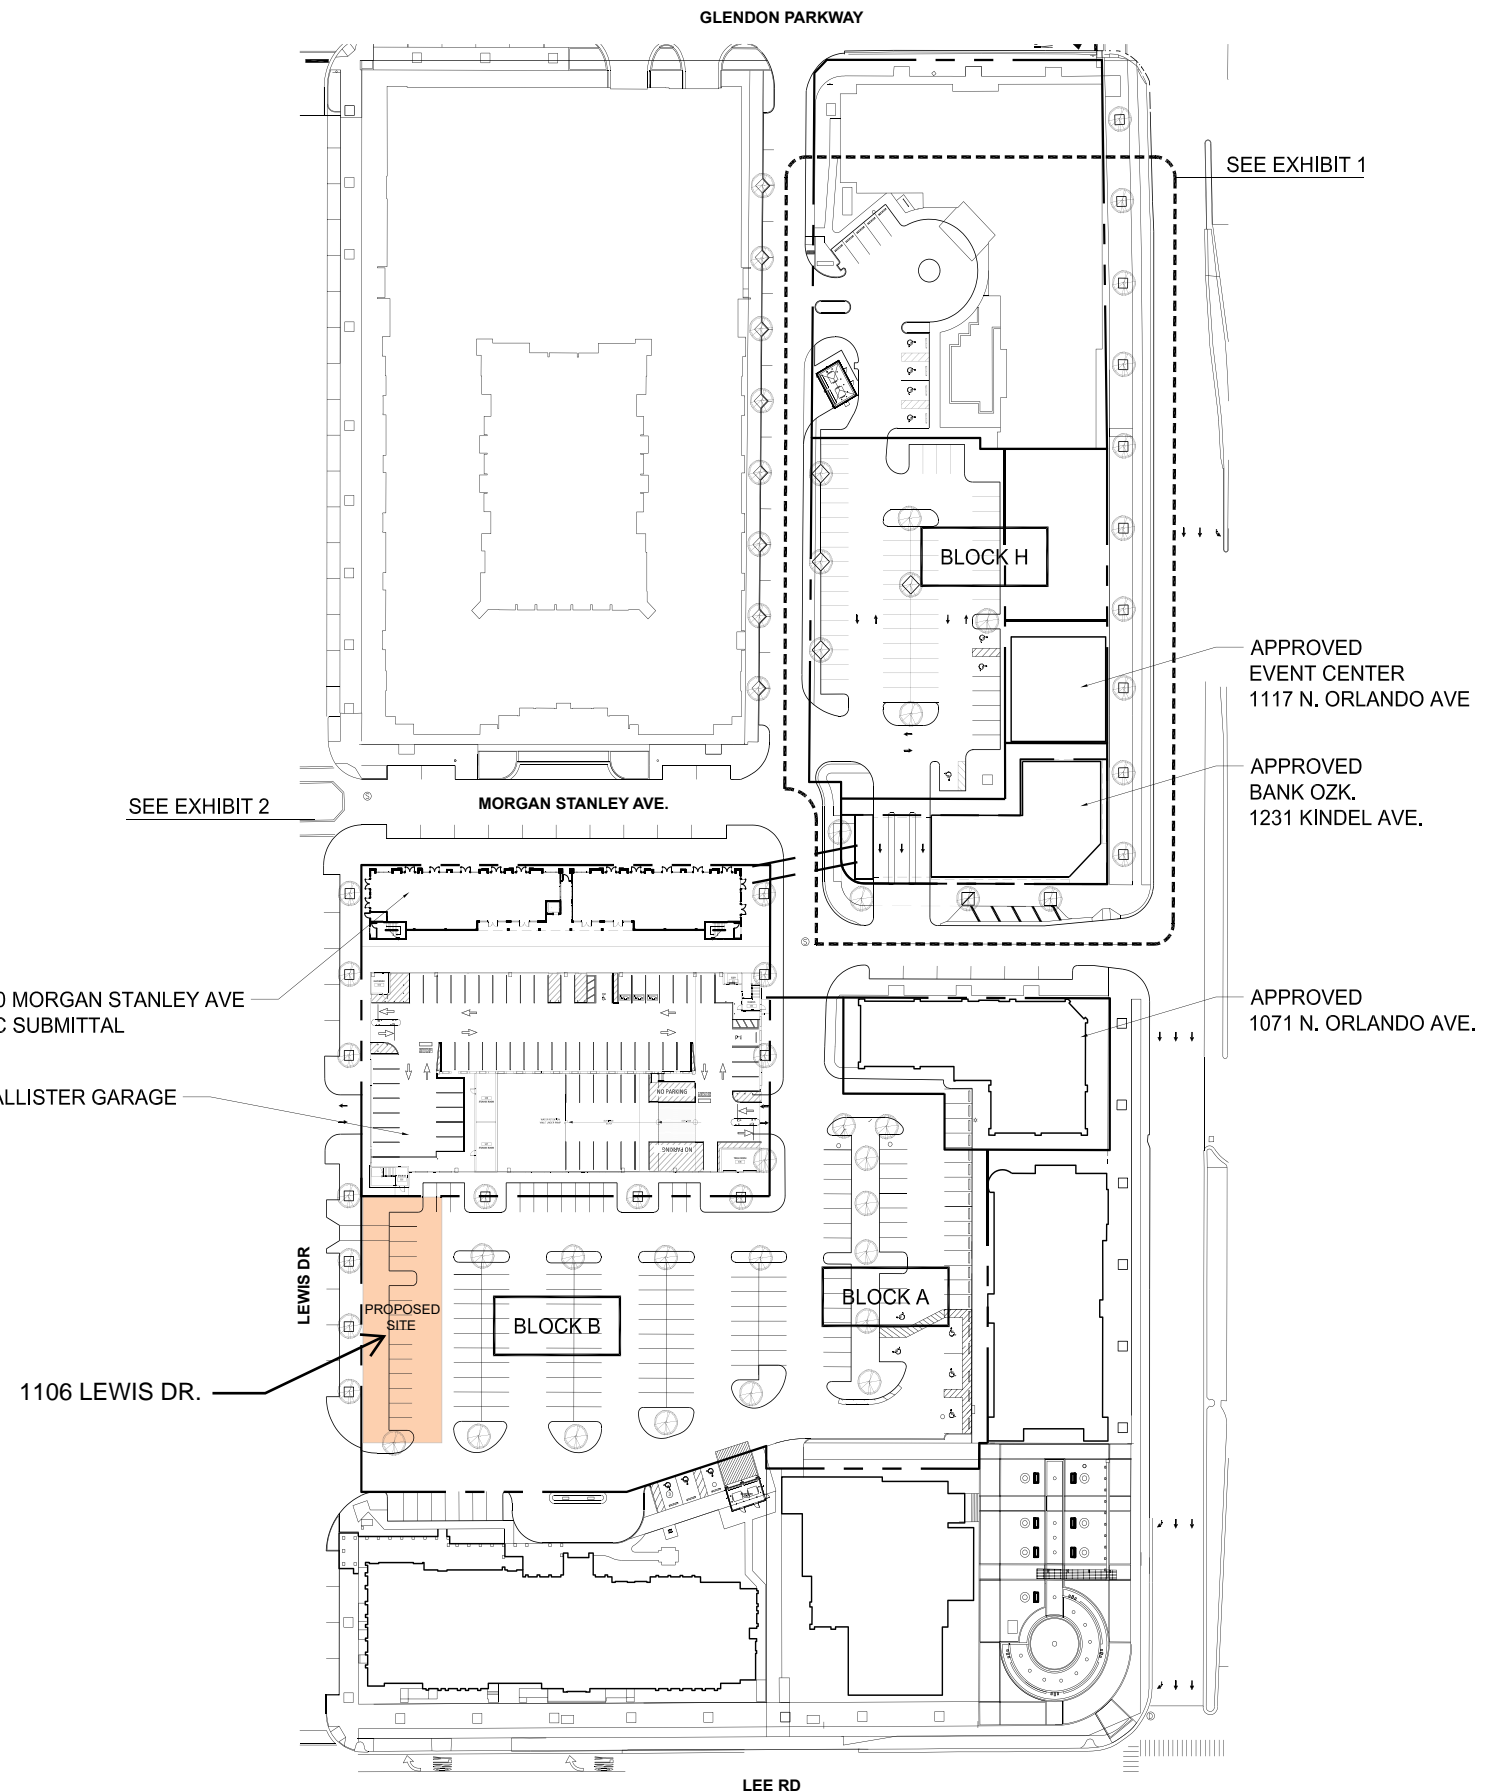 GLENDON PARKWAY
SEE EXHIBIT 1
BLOCK H
APPROVED
EVENT CENTER
1117 N. ORLANDO AVE
APPROVED
BANK OZK.
1231 KINDEL AVE.
SEE EXHIBIT 2
MORGAN STANLEY AVE.
0 MORGAN STANLEY AVE
C SUBMITTAL
APPROVED
1071 N. ORLANDO AVE.
ALLISTER GARAGE
NO PARKING
NO PARKING
LEWIS DR
PROPOSED
SITE
BLOCK B
BLOCK A
1106 LEWIS DR.
LEE RD